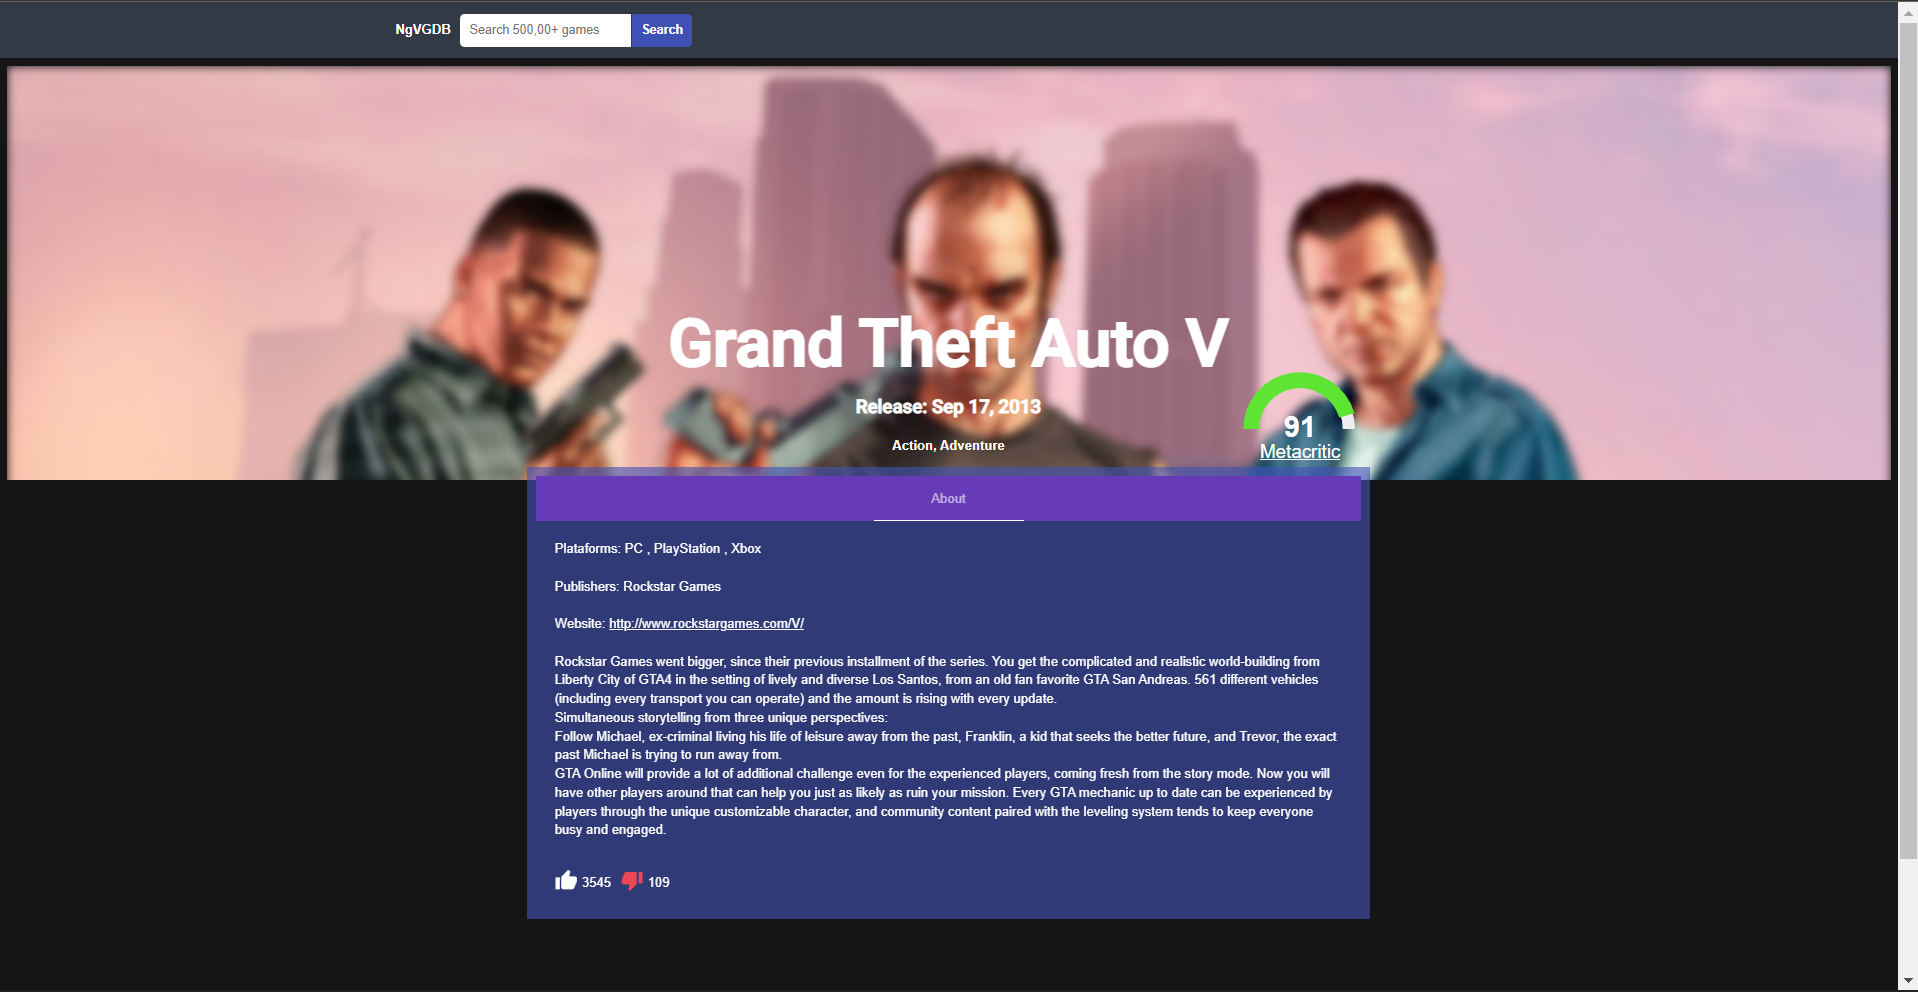 NgVGDB
Search 500,00+ games
Search
Grand Theft Auto V
Release: Sep 17, 2013
Action, Adventure
91
Metacritic
About
Plataforms: PC , PlayStation , Xbox
Publishers: Rockstar Games
Website: http://www.rockstargames.com/V/
Rockstar Games went bigger, since their previous installment of the series. You get the complicated and realistic world-building from
Liberty City of GTA4 in the setting of lively and diverse Los Santos, from an old fan favorite GTA San Andreas. 561 different vehicles
(including every transport you can operate) and the amount is rising with every update.
Simultaneous storytelling from three unique perspectives:
Follow Michael, ex-criminal living his life of leisure away from the past, Franklin, a kid that seeks the better future, and Trevor, the exact
past Michael is trying to run away from.
GTA Online will provide a lot of additional challenge even for the experienced players, coming fresh from the story mode. Now you will
have other players around that can help you just as likely as ruin your mission. Every GTA mechanic up to date can be experienced by
players through the unique customizable character, and community content paired with the leveling system tends to keep everyone
busy and engaged.
3545 109